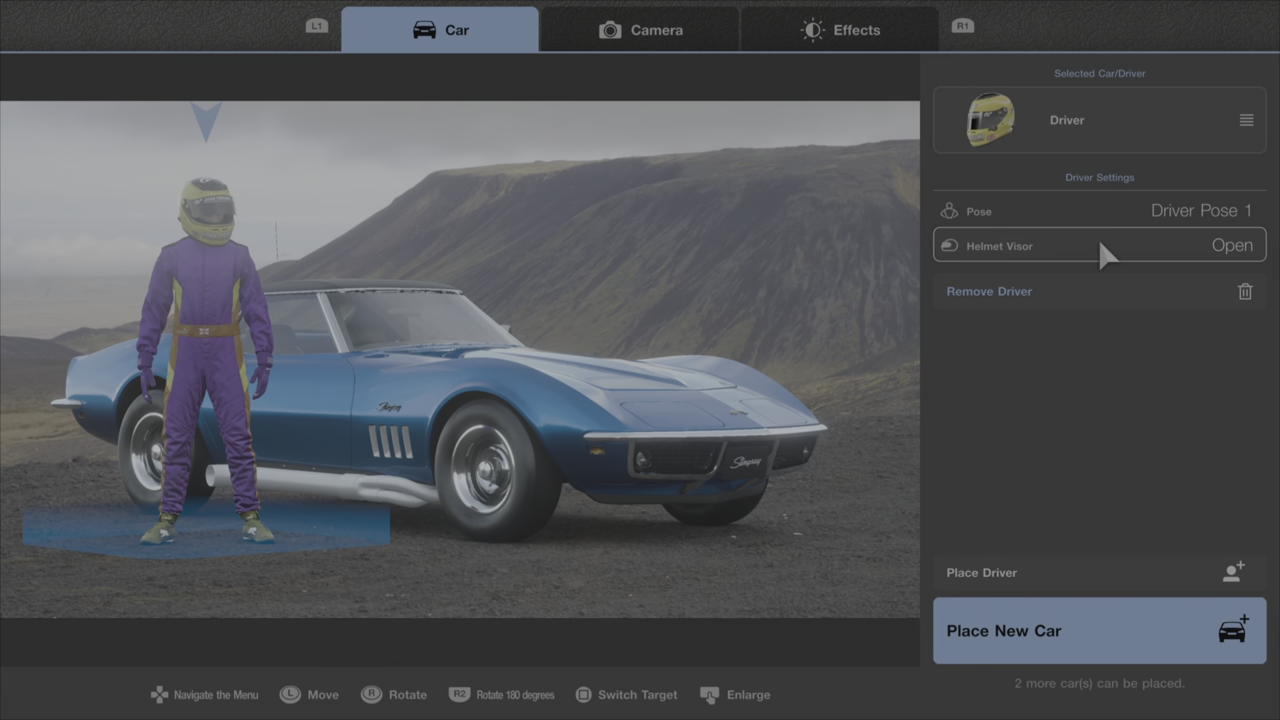 L1
Car
Camera
Effects
R1
Selected Car/Driver
Driver
Driver Settings
Pose
Driver Pose 1
Helmet Visor
Open
Remove Driver
Stingray
Stingray
Place Driver
Place New Car
2 more car(s) can be placed.
Navigate the Menu
L
Move
R
Rotate
R2
Rotate 180 degrees
Switch Target
Enlarge